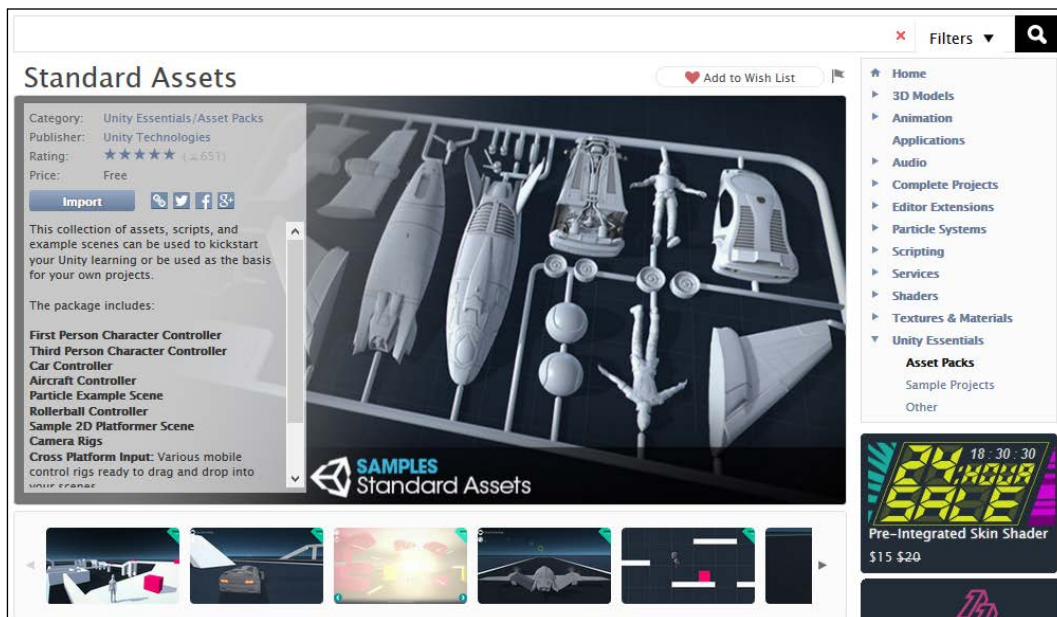 Filters ▼
Standard Assets
Add to Wish List
Category: Unity Essentials/Asset Packs
Publisher: Unity Technologies
Rating: ★★★★★ (651)
Price: Free
Import
This collection of assets, scripts, and
example scenes can be used to kickstart
your Unity learning or be used as the basis
for your own projects.
The package includes:
First Person Character Controller
Third Person Character Controller
Car Controller
Aircraft Controller
Particle Example Scene
Rollerball Controller
Sample 2D Platformer Scene
Camera Rigs
Cross Platform Input: Various mobile
control rigs ready to drag and drop into
your scenes
SAMPLES
Standard Assets
Home
3D Models
Animation
Applications
Audio
Complete Projects
Editor Extensions
Particle Systems
Scripting
Services
Shaders
Textures & Materials
Unity Essentials
Asset Packs
Sample Projects
Other
18 : 30 : 30
24 HOUR
SALE
Pre-Integrated Skin Shader
$15 $20